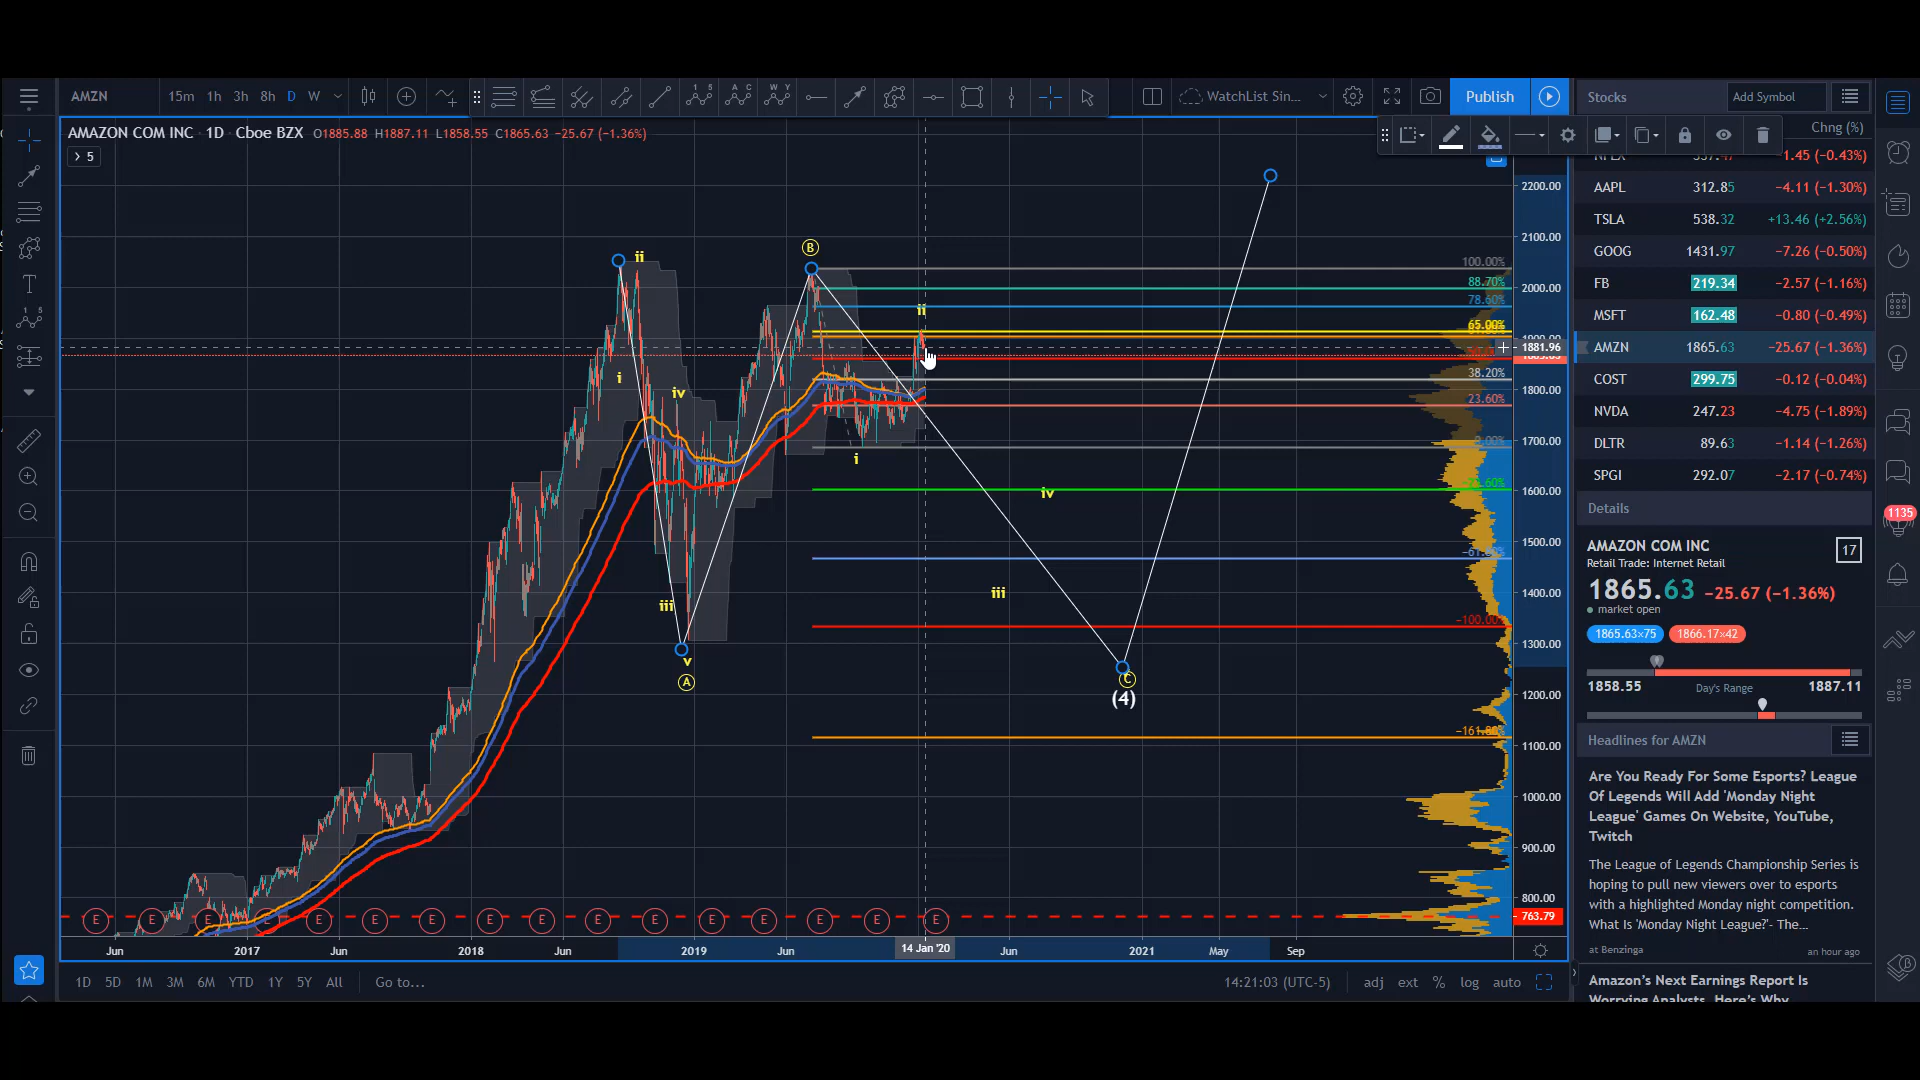 AMZN 15m 1h 3h 8h D W WatchList Sin... Publish Stocks Add Symbol
AMAZON COM INC 1D Cboe BZX O1885.88 H1887.11 L1858.55 C1865.63 −25.67 (−1.36%)
Chng (%)
5
−1.45 (−0.43%)
AAPL 312.85 −4.11 (−1.30%)
TSLA 538.32 +13.46 (+2.56%)
GOOG 1431.97 −7.26 (−0.50%)
FB 219.34 −2.57 (−1.16%)
MSFT 162.48 −0.80 (−0.49%)
AMZN 1865.63 −25.67 (−1.36%)
COST 299.75 −0.12 (−0.04%)
NVDA 247.23 −4.75 (−1.89%)
DLTR 89.63 −1.14 (−1.26%)
SPGI 292.07 −2.17 (−0.74%)
2200.00
2100.00
2000.00
1881.96
1800.00
1700.00
1600.00
1500.00
1400.00
1300.00
1200.00
1100.00
1000.00
900.00
800.00
763.79
100.00%
88.70%
78.60%
65.00%
38.20%
23.60%
−100.00%
ii
B
ii
i
iv
i
iv
iii
iii
v
A
C
(4)
E E E E E E E E E E E E E E E
Jun 2017 Jun 2018 Jun 2019 Jun 14 Jan '20 Jun 2021 May Sep
1D 5D 1M 3M 6M YTD 1Y 5Y All Go to... 14:21:03 (UTC-5) adj ext % log auto
Details
AMAZON COM INC 17
Retail Trade: Internet Retail
1865.63 −25.67 (−1.36%)
market open
1865.63×75 1866.17×42
1858.55 Day's Range 1887.11
Headlines for AMZN
Are You Ready For Some Esports? League
Of Legends Will Add 'Monday Night
League' Games On Website, YouTube,
Twitch
The League of Legends Championship Series is
hoping to pull new viewers over to esports
with a highlighted Monday night competition.
What Is 'Monday Night League?'- The...
at Benzinga an hour ago
Amazon's Next Earnings Report Is
Worrying Analysts. Here's Why
1135